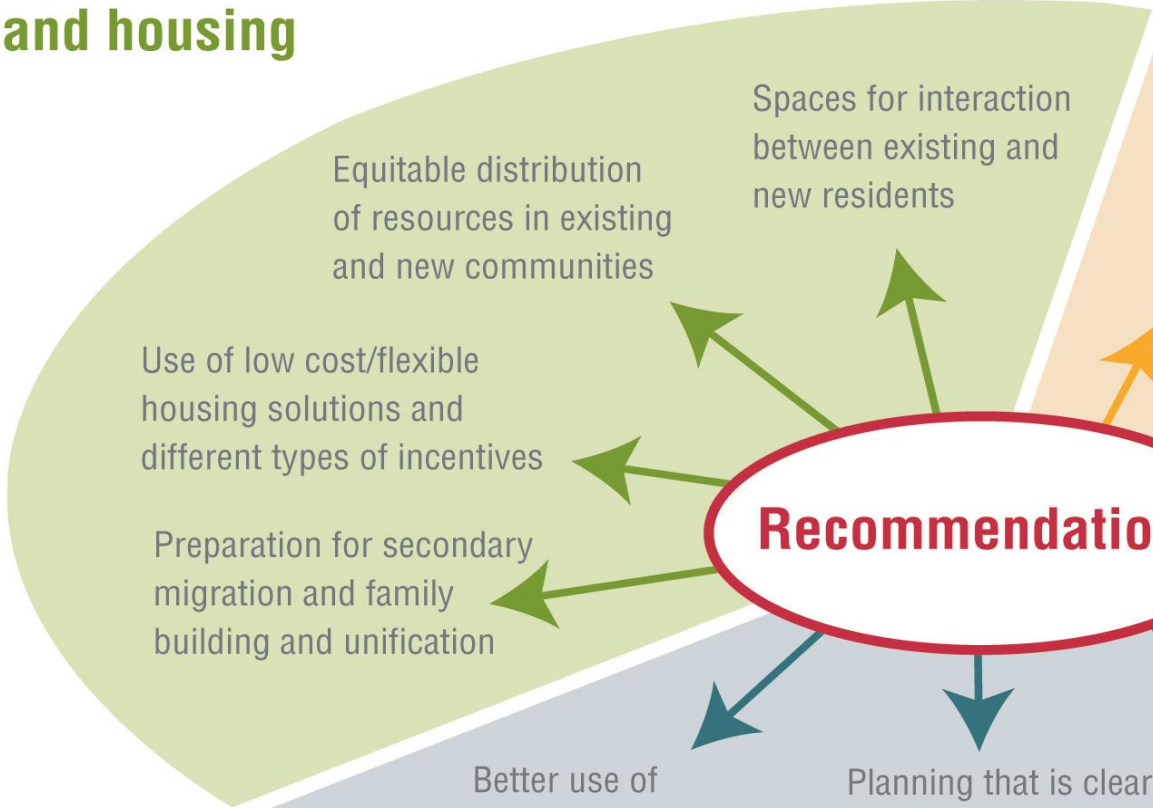 and housing
Spaces for interaction
between existing and
new residents
Equitable distribution
of resources in existing
and new communities
Use of low cost/flexible
housing solutions and
different types of incentives
Preparation for secondary
migration and family
building and unification
Recommendatio
Better use of
Planning that is clear